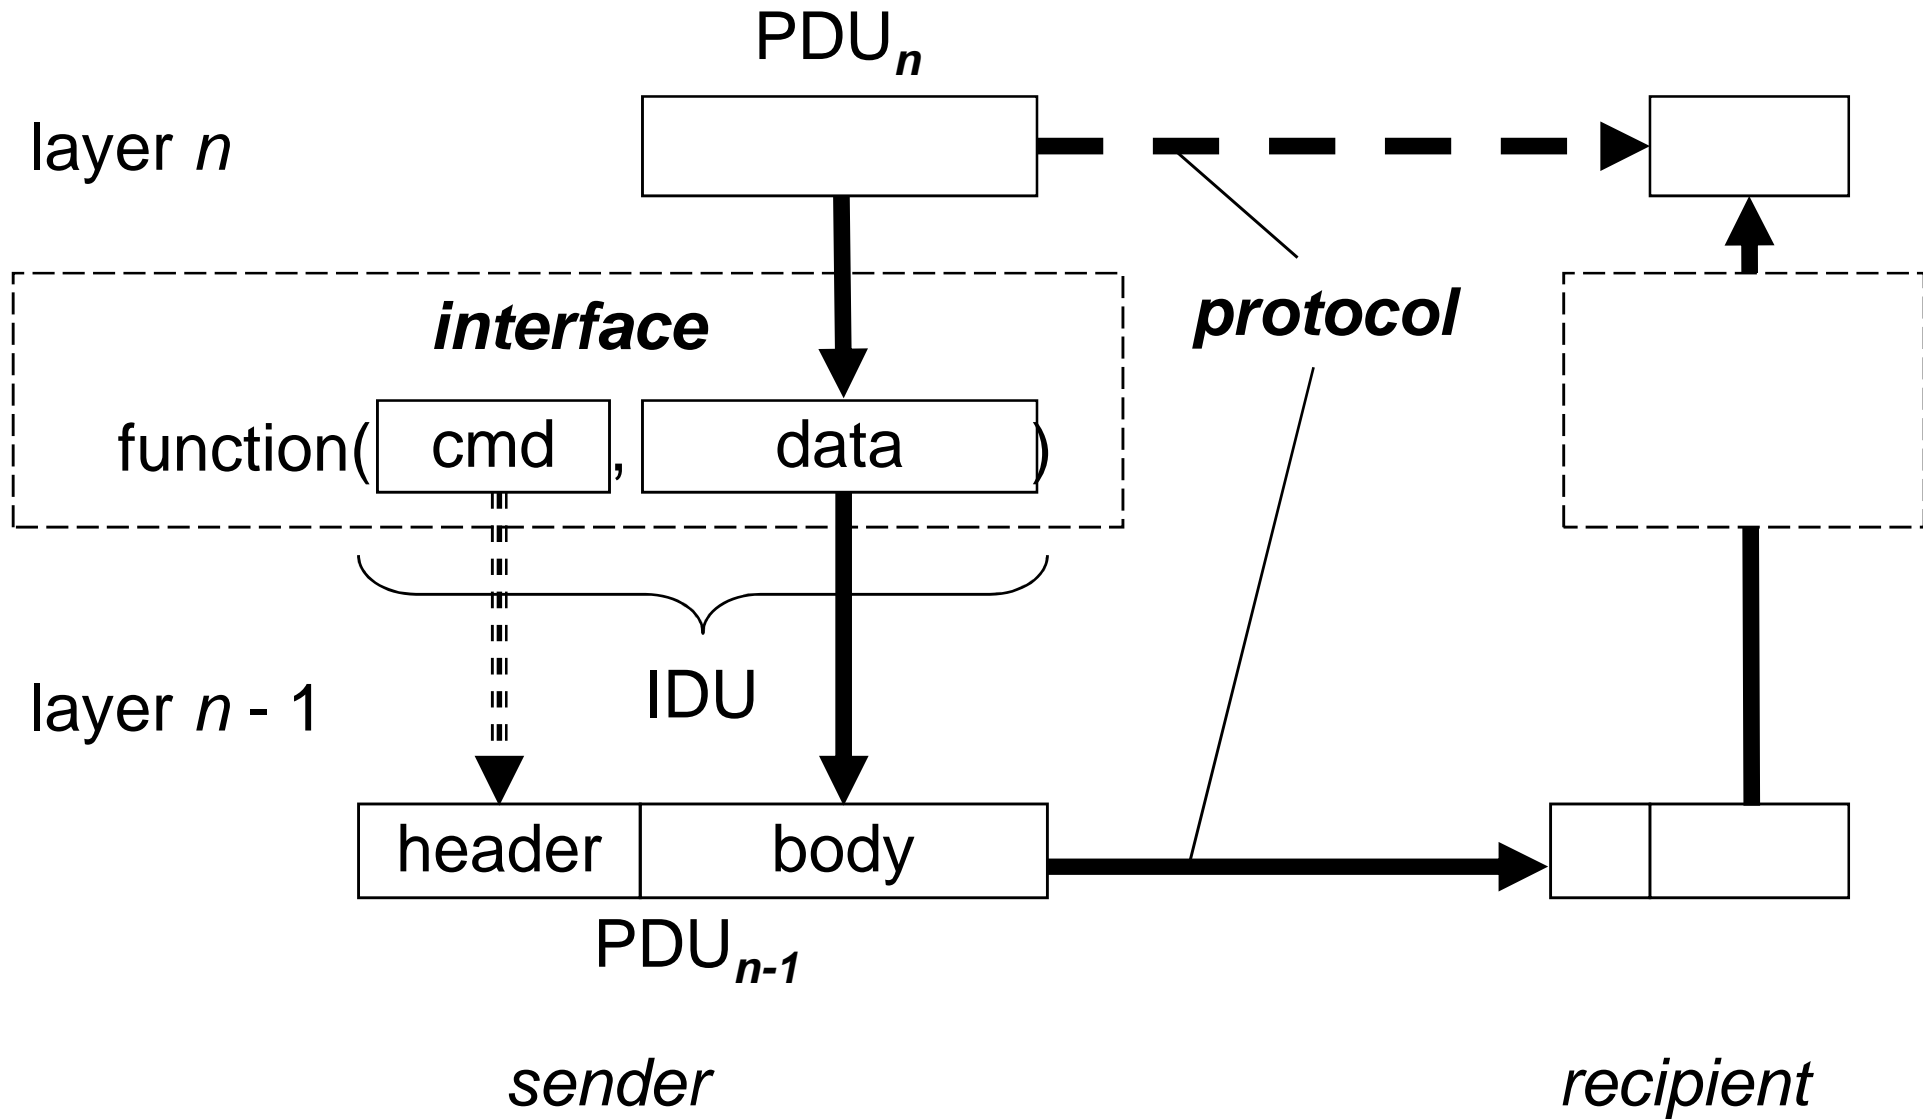 PDUn
layer n
interface
protocol
function( cmd , data )
IDU
layer n - 1
header body
PDUn-1
sender recipient